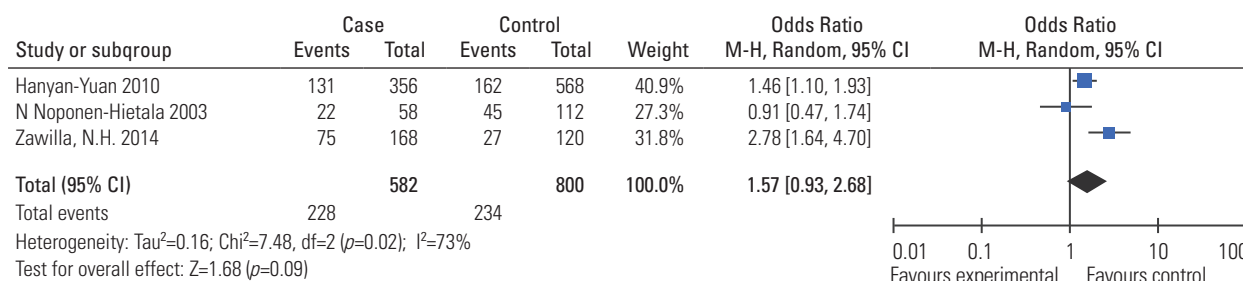 Case Control Odds Ratio Odds Ratio
Study or subgroup Events Total Events Total Weight M-H, Random, 95% CI M-H, Random, 95% CI
Hanyan-Yuan 2010 131 356 162 568 40.9% 1.46 [1.10, 1.93]
N Noponen-Hietala 2003 22 58 45 112 27.3% 0.91 [0.47, 1.74]
Zawilla, N.H. 2014 75 168 27 120 31.8% 2.78 [1.64, 4.70]
Total (95% CI) 582 800 100.0% 1.57 [0.93, 2.68]
Total events 228 234
Heterogeneity: Tau²=0.16; Chi²=7.48, df=2 (p=0.02); I²=73%
Test for overall effect: Z=1.68 (p=0.09)
0.01 0.1 1 10 100
Favours experimental Favours control